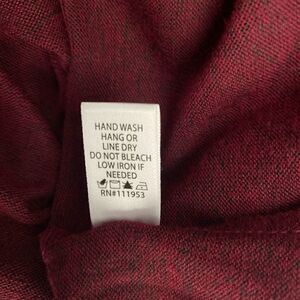 HAND WASH
HANG OR
LINE DRY
DO NOT BLEACH
LOW IRON IF
NEEDED
RN#111953